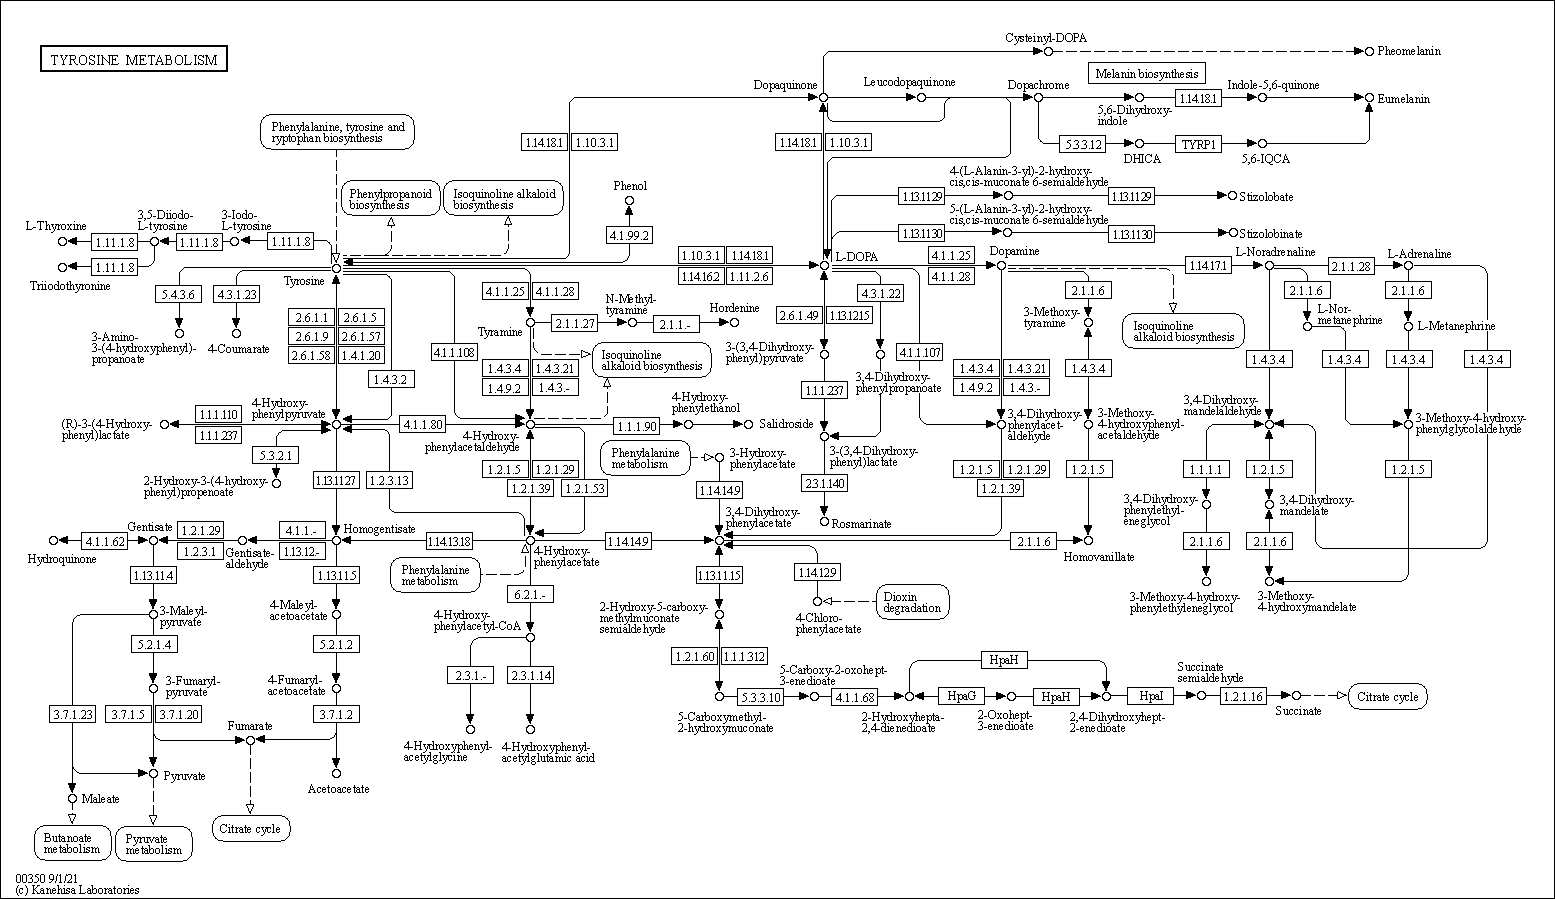 TYROSINE METABOLISM
Cysteinyl-DOPA
Pheomelanin
Melanin biosynthesis
Dopaquinone
Leucodopaquinone
Dopachrome
Indole-5,6-quinone
1.14.18.1
Eumelanin
5,6-Dihydroxy-
indole
Phenylalanine, tyrosine and
ryptophan biosynthesis
1.14.18.1
1.10.3.1
1.14.18.1
1.10.3.1
5.3.3.12
TYRP1
DHICA
5,6-IQCA
Phenylpropanoid
biosynthesis
Isoquinoline alkaloid
biosynthesis
Phenol
4-(L-Alanin-3-yl)-2-hydroxy-
cis,cis-muconate 6-semialdehyde
1.13.11.29
1.13.11.29
Stizolobate
5-(L-Alanin-3-yl)-2-hydroxy-
cis,cis-muconate 6-semialdehyde
1.13.11.30
1.13.11.30
Stizolobinate
L-Thyroxine
3,5-Diiodo-
L-tyrosine
3-Iodo-
L-tyrosine
1.11.1.8
1.11.1.8
1.11.1.8
4.1.99.2
1.11.1.8
Triiodothyronine
Tyrosine
1.10.3.1
1.14.18.1
1.14.16.2
1.11.2.6
L-DOPA
4.1.1.25
4.1.1.28
Dopamine
1.14.17.1
L-Noradrenaline
2.1.1.28
L-Adrenaline
5.4.3.6
4.3.1.23
4.1.1.25
4.1.1.28
4.3.1.22
2.1.1.6
2.1.1.6
2.1.1.6
3-Amino-
3-(4-hydroxyphenyl)-
propanoate
4-Coumarate
2.6.1.1
2.6.1.5
2.6.1.9
2.6.1.57
2.6.1.58
1.4.1.20
N-Methyl-
tyramine
Hordenine
Tyramine
2.1.1.27
2.1.1.-
2.6.1.49
1.13.12.15
3-Methoxy-
tyramine
Isoquinoline
alkaloid biosynthesis
L-Nor-
metanephrine
L-Metanephrine
4.1.1.108
Isoquinoline
alkaloid biosynthesis
3-(3,4-Dihydroxy-
phenyl)pyruvate
4.1.1.107
1.4.3.4
1.4.3.4
1.4.3.4
1.4.3.4
1.4.3.2
1.4.3.4
1.4.3.21
1.4.9.2
1.4.3.-
1.1.1.237
3,4-Dihydroxy-
phenylpropanoate
1.4.3.4
1.4.3.21
1.4.9.2
1.4.3.-
1.4.3.4
(R)-3-(4-Hydroxy-
phenyl)lactate
1.1.1.110
1.1.1.237
4-Hydroxy-
phenylpyruvate
4.1.1.80
4-Hydroxy-
phenylacetaldehyde
1.1.1.90
4-Hydroxy-
phenylethanol
Salidroside
3,4-Dihydroxy-
phenylacet-
aldehyde
3-Methoxy-
4-hydroxyphenyl-
acetaldehyde
3,4-Dihydroxy-
mandelaldehyde
3-Methoxy-4-hydroxy-
phenylglycolaldehyde
5.3.2.1
2-Hydroxy-3-(4-hydroxy-
phenyl)propenoate
1.13.11.27
1.2.3.13
1.2.1.5
1.2.1.29
1.2.1.39
1.2.1.53
Phenylalanine
metabolism
3-Hydroxy-
phenylacetate
1.14.14.9
3-(3,4-Dihydroxy-
phenyl)lactate
2.3.1.140
Rosmarinate
1.2.1.5
1.2.1.29
1.2.1.39
1.2.1.5
1.1.1.1
1.2.1.5
1.2.1.5
3,4-Dihydroxy-
phenylethyl-
eneglycol
3,4-Dihydroxy-
mandelate
Hydroquinone
4.1.1.62
Gentisate
1.2.1.29
1.2.3.1
Gentisate-
aldehyde
4.1.1.-
1.13.12.-
Homogentisate
1.14.13.18
4-Hydroxy-
phenylacetate
1.14.14.9
3,4-Dihydroxy-
phenylacetate
2.1.1.6
Homovanillate
2.1.1.6
2.1.1.6
1.13.11.4
1.13.11.5
Phenylalanine
metabolism
6.2.1.-
1.13.11.15
1.14.12.9
4-Chloro-
phenylacetate
Dioxin
degradation
3-Methoxy-4-hydroxy-
phenylethyleneglycol
3-Methoxy-
4-hydroxymandelate
3-Maleyl-
pyruvate
4-Maleyl-
acetoacetate
4-Hydroxy-
phenylacetyl-CoA
2-Hydroxy-5-carboxy-
methylmuconate
semialdehyde
5.2.1.4
5.2.1.2
2.3.1.-
2.3.1.14
1.2.1.60
1.1.1.312
HpaH
3-Fumaryl-
pyruvate
4-Fumaryl-
acetoacetate
5.3.3.10
5-Carboxy-2-oxohept-
3-enedioate
4.1.1.68
HpaG
HpaH
HpaI
Succinate
semialdehyde
1.2.1.16
Succinate
Citrate cycle
3.7.1.23
3.7.1.5
3.7.1.20
Fumarate
3.7.1.2
4-Hydroxyphenyl-
acetylglycine
4-Hydroxyphenyl-
acetylglutamic acid
5-Carboxymethyl-
2-hydroxymuconate
2-Hydroxyhepta-
2,4-dienedioate
2-Oxohept-
3-enedioate
2,4-Dihydroxyhept-
2-enedioate
Pyruvate
Acetoacetate
Maleate
Butanoate
metabolism
Pyruvate
metabolism
Citrate cycle
00350 9/1/21
(c) Kanehisa Laboratories